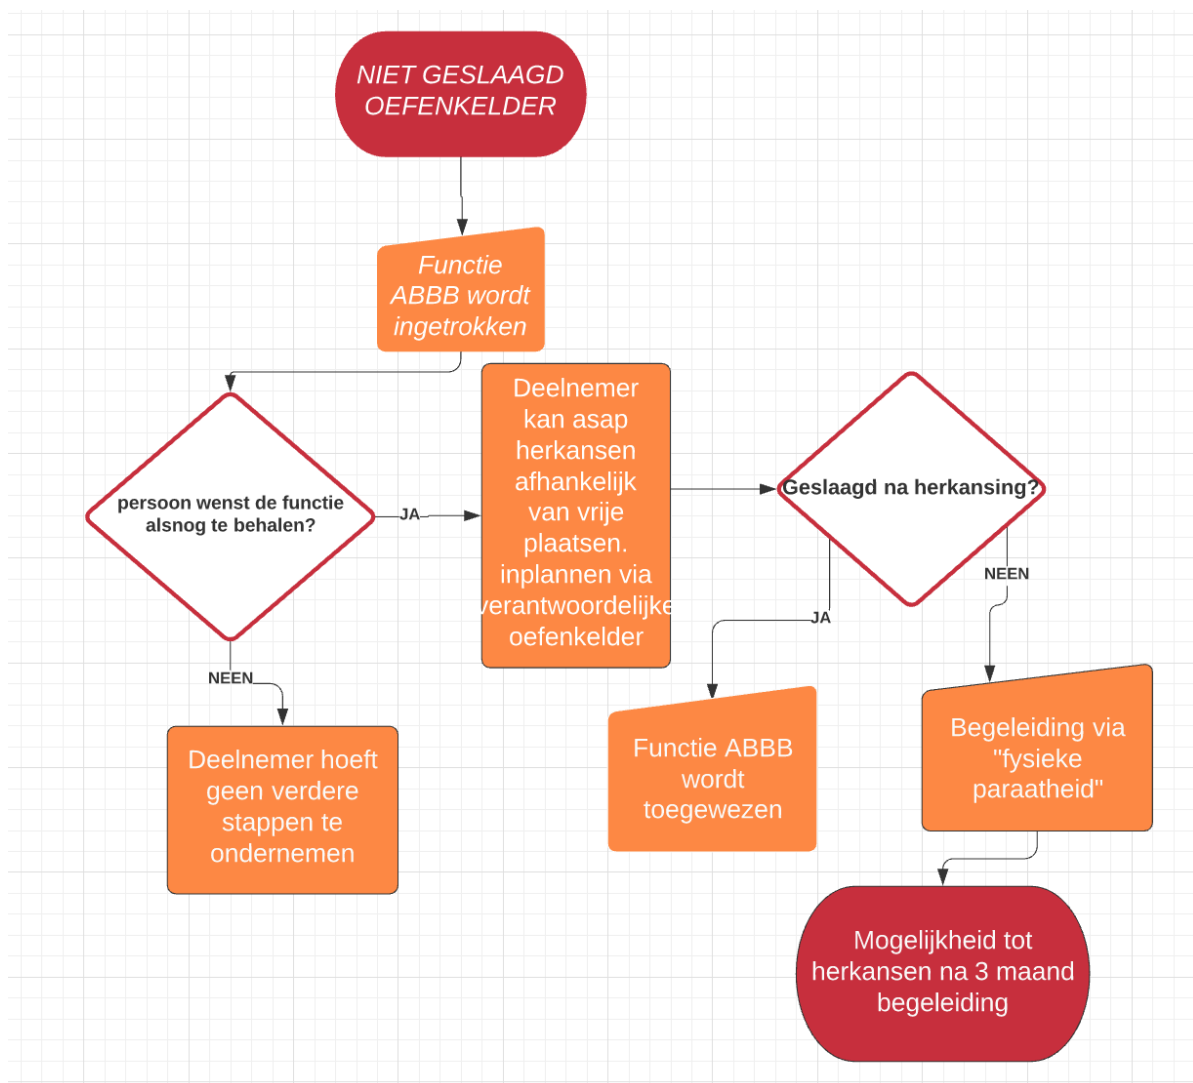 NIET GESLAAGD
OEFENKELDER
Functie
ABBB wordt
ingetrokken
persoon wenst de functie
alsnog te behalen?
JA
Deelnemer
kan asap
herkansen
afhankelijk
van vrije
plaatsen.
inplannen via
verantwoordelijke
oefenkelder
Geslaagd na herkansing?
NEEN
JA
NEEN
Deelnemer hoeft
geen verdere
stappen te
ondernemen
Functie ABBB
wordt
toegewezen
Begeleiding via
"fysieke
paraatheid"
Mogelijkheid tot
herkansen na 3 maand
begeleiding